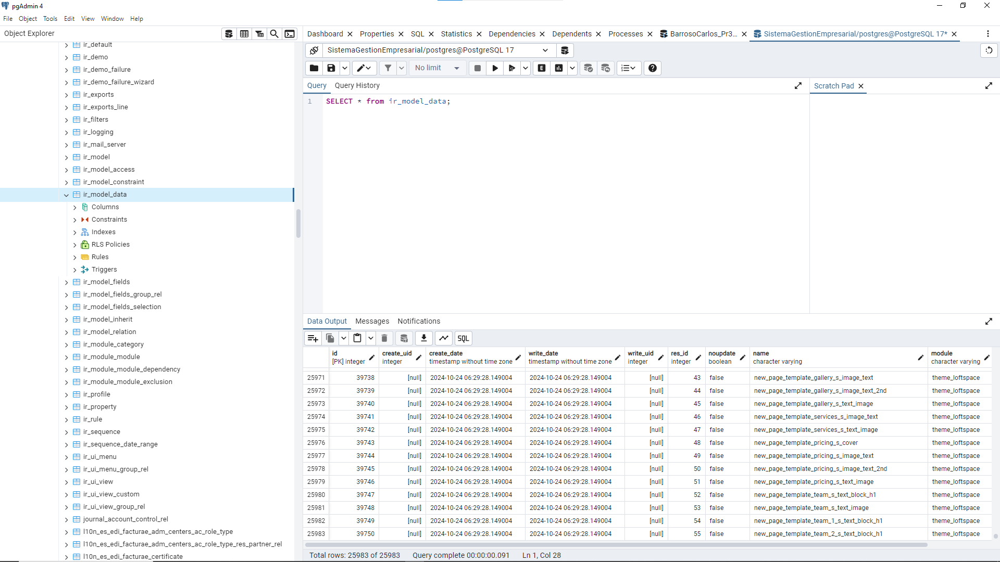 pgAdmin 4
File Object Tools Edit View Window Help
Object Explorer
ir_default
ir_demo
ir_demo_failure
ir_demo_failure_wizard
ir_exports
ir_exports_line
ir_filters
ir_logging
ir_mail_server
ir_model
ir_model_access
ir_model_constraint
ir_model_data
Columns
Constraints
Indexes
RLS Policies
Rules
Triggers
ir_model_fields
ir_model_fields_group_rel
ir_model_fields_selection
ir_model_inherit
ir_model_relation
ir_module_category
ir_module_module
ir_module_module_dependency
ir_module_module_exclusion
ir_profile
ir_property
ir_rule
ir_sequence
ir_sequence_date_range
ir_ui_menu
ir_ui_menu_group_rel
ir_ui_view
ir_ui_view_custom
ir_ui_view_group_rel
journal_account_control_rel
l10n_es_edi_facturae_adm_centers_ac_role_type
l10n_es_edi_facturae_adm_centers_ac_role_type_res_partner_rel
l10n_es_edi_facturae_certificate
Dashboard Properties SQL Statistics Dependencies Dependents Processes BarrosoCarlos_Pr3... SistemaGestionEmpresarial/postgres@PostgreSQL 17*
SistemaGestionEmpresarial/postgres@PostgreSQL 17
No limit E
Query Query History
Scratch Pad
1 SELECT * from ir_model_data;
Data Output Messages Notifications
SQL
id create_uid create_date write_date write_uid res_id noupdate name module
[PK] integer integer timestamp without time zone timestamp without time zone integer integer boolean character varying character varying
25971 39738 [null] 2024-10-24 06:29:28.149004 2024-10-24 06:29:28.149004 [null] 43 false new_page_template_gallery_s_image_text theme_loftspace
25972 39739 [null] 2024-10-24 06:29:28.149004 2024-10-24 06:29:28.149004 [null] 44 false new_page_template_gallery_s_image_text_2nd theme_loftspace
25973 39740 [null] 2024-10-24 06:29:28.149004 2024-10-24 06:29:28.149004 [null] 45 false new_page_template_gallery_s_text_image theme_loftspace
25974 39741 [null] 2024-10-24 06:29:28.149004 2024-10-24 06:29:28.149004 [null] 46 false new_page_template_services_s_image_text theme_loftspace
25975 39742 [null] 2024-10-24 06:29:28.149004 2024-10-24 06:29:28.149004 [null] 47 false new_page_template_services_s_text_image theme_loftspace
25976 39743 [null] 2024-10-24 06:29:28.149004 2024-10-24 06:29:28.149004 [null] 48 false new_page_template_pricing_s_cover theme_loftspace
25977 39744 [null] 2024-10-24 06:29:28.149004 2024-10-24 06:29:28.149004 [null] 49 false new_page_template_pricing_s_image_text theme_loftspace
25978 39745 [null] 2024-10-24 06:29:28.149004 2024-10-24 06:29:28.149004 [null] 50 false new_page_template_pricing_s_image_text_2nd theme_loftspace
25979 39746 [null] 2024-10-24 06:29:28.149004 2024-10-24 06:29:28.149004 [null] 51 false new_page_template_pricing_s_text_image theme_loftspace
25980 39747 [null] 2024-10-24 06:29:28.149004 2024-10-24 06:29:28.149004 [null] 52 false new_page_template_team_s_text_block_h1 theme_loftspace
25981 39748 [null] 2024-10-24 06:29:28.149004 2024-10-24 06:29:28.149004 [null] 53 false new_page_template_team_s_text_image theme_loftspace
25982 39749 [null] 2024-10-24 06:29:28.149004 2024-10-24 06:29:28.149004 [null] 54 false new_page_template_team_1_s_text_block_h1 theme_loftspace
25983 39750 [null] 2024-10-24 06:29:28.149004 2024-10-24 06:29:28.149004 [null] 55 false new_page_template_team_2_s_text_block_h1 theme_loftspace
Total rows: 25983 of 25983 Query complete 00:00:00.091 Ln 1, Col 28